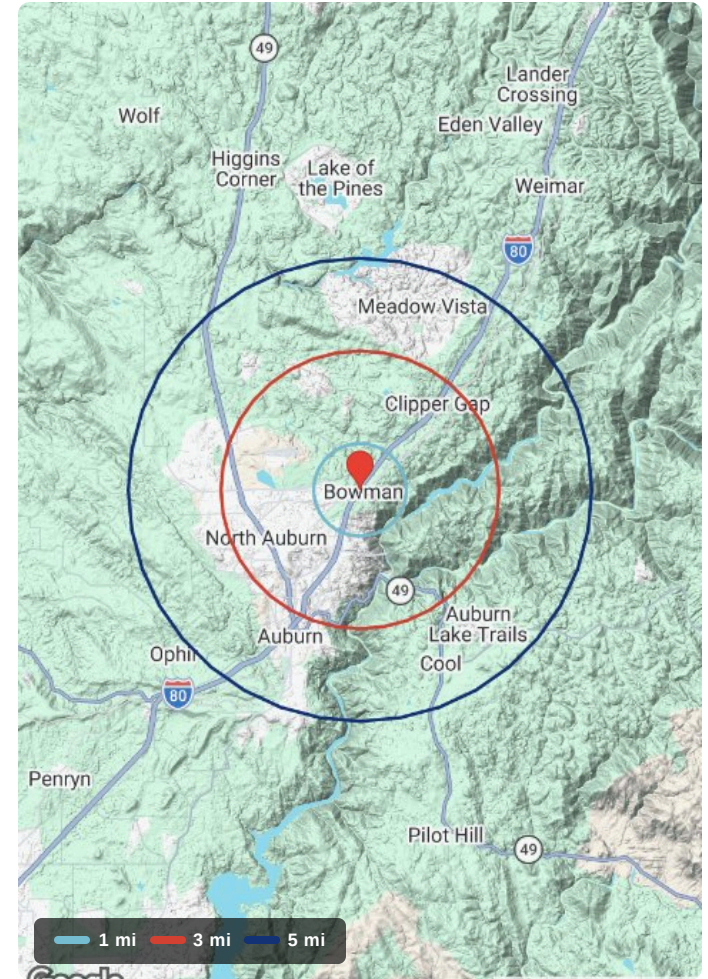 49
Lander
Crossing
Wolf
Eden Valley
Higgins
Corner
Lake of
the Pines
Weimar
80
Meadow Vista
Clipper Gap
Bowman
North Auburn
49
Auburn
Lake Trails
Auburn
Ophir
Cool
80
Penryn
Pilot Hill
49
1 mi 3 mi 5 mi
Google